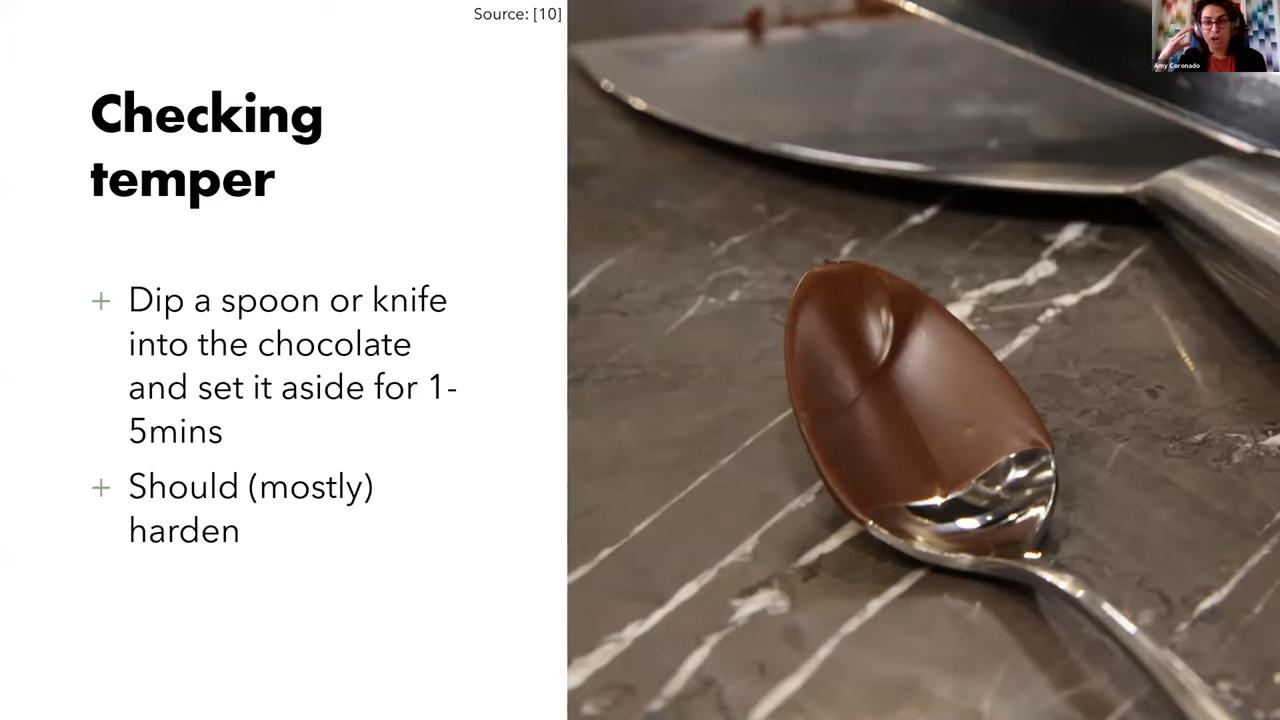 Source: [10]
Checking
temper
+ Dip a spoon or knife
into the chocolate
and set it aside for 1-
5mins
+ Should (mostly)
harden
Amy Coronado